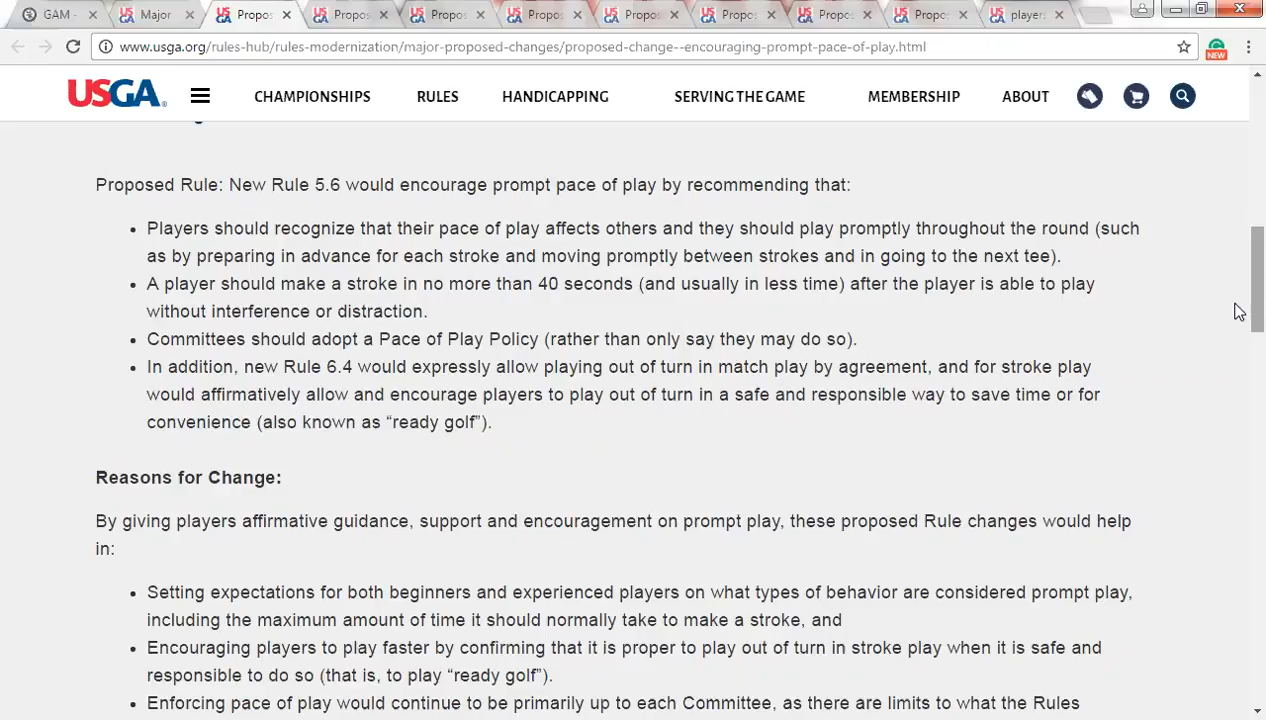 GAM - Major Propos Propos Propos Propos Propos Propos Propos Propos player:
www.usga.org/rules-hub/rules-modernization/major-proposed-changes/proposed-change--encouraging-prompt-pace-of-play.html
NEW
USGA CHAMPIONSHIPS RULES HANDICAPPING SERVING THE GAME MEMBERSHIP ABOUT
Proposed Rule: New Rule 5.6 would encourage prompt pace of play by recommending that:
• Players should recognize that their pace of play affects others and they should play promptly throughout the round (such
as by preparing in advance for each stroke and moving promptly between strokes and in going to the next tee).
• A player should make a stroke in no more than 40 seconds (and usually in less time) after the player is able to play
without interference or distraction.
• Committees should adopt a Pace of Play Policy (rather than only say they may do so).
• In addition, new Rule 6.4 would expressly allow playing out of turn in match play by agreement, and for stroke play
would affirmatively allow and encourage players to play out of turn in a safe and responsible way to save time or for
convenience (also known as “ready golf”).
Reasons for Change:
By giving players affirmative guidance, support and encouragement on prompt play, these proposed Rule changes would help
in:
• Setting expectations for both beginners and experienced players on what types of behavior are considered prompt play,
including the maximum amount of time it should normally take to make a stroke, and
• Encouraging players to play faster by confirming that it is proper to play out of turn in stroke play when it is safe and
responsible to do so (that is, to play “ready golf”).
• Enforcing pace of play would continue to be primarily up to each Committee, as there are limits to what the Rules